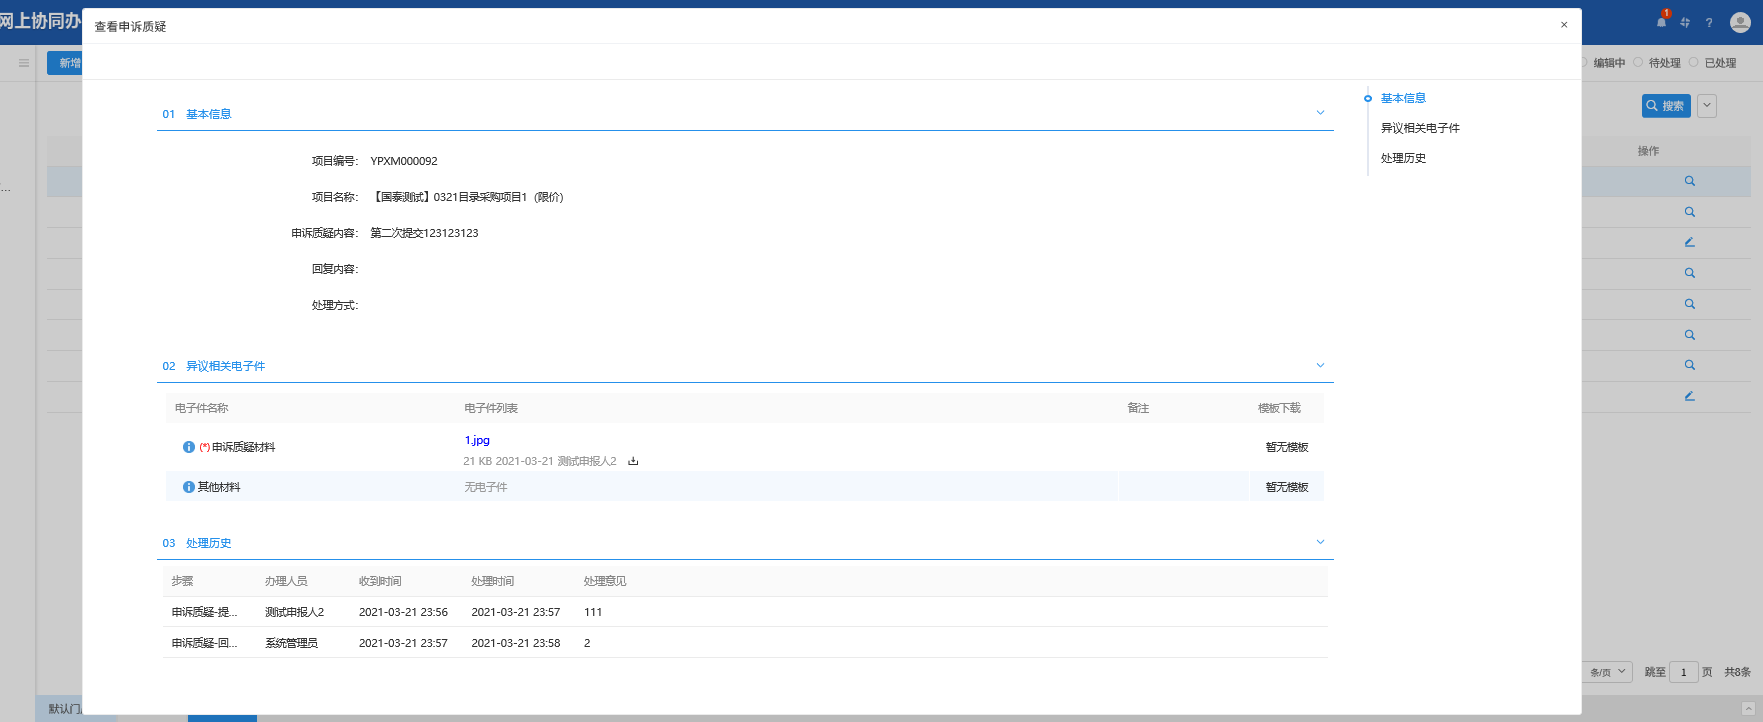 网上协同办
查看申诉质疑
×
1
?
新增
编辑中 待处理 已处理
搜索
操作
01 基本信息
项目编号: YPXM000092
项目名称: 【国泰测试】0321目录采购项目1 (限价)
申诉质疑内容: 第二次提交123123123
回复内容:
处理方式:
基本信息
异议相关电子件
处理历史
...
02 异议相关电子件
电子件名称 电子件列表 备注 模板下载
(*)申诉质疑材料 1.jpg 暂无模板
21 KB 2021-03-21 测试申报人2
其他材料 无电子件 暂无模板
03 处理历史
步骤 办理人员 收到时间 处理时间 处理意见
申诉质疑-提... 测试申报人2 2021-03-21 23:56 2021-03-21 23:57 111
申诉质疑-回... 系统管理员 2021-03-21 23:57 2021-03-21 23:58 2
条/页 跳至 1 页 共8条
默认门